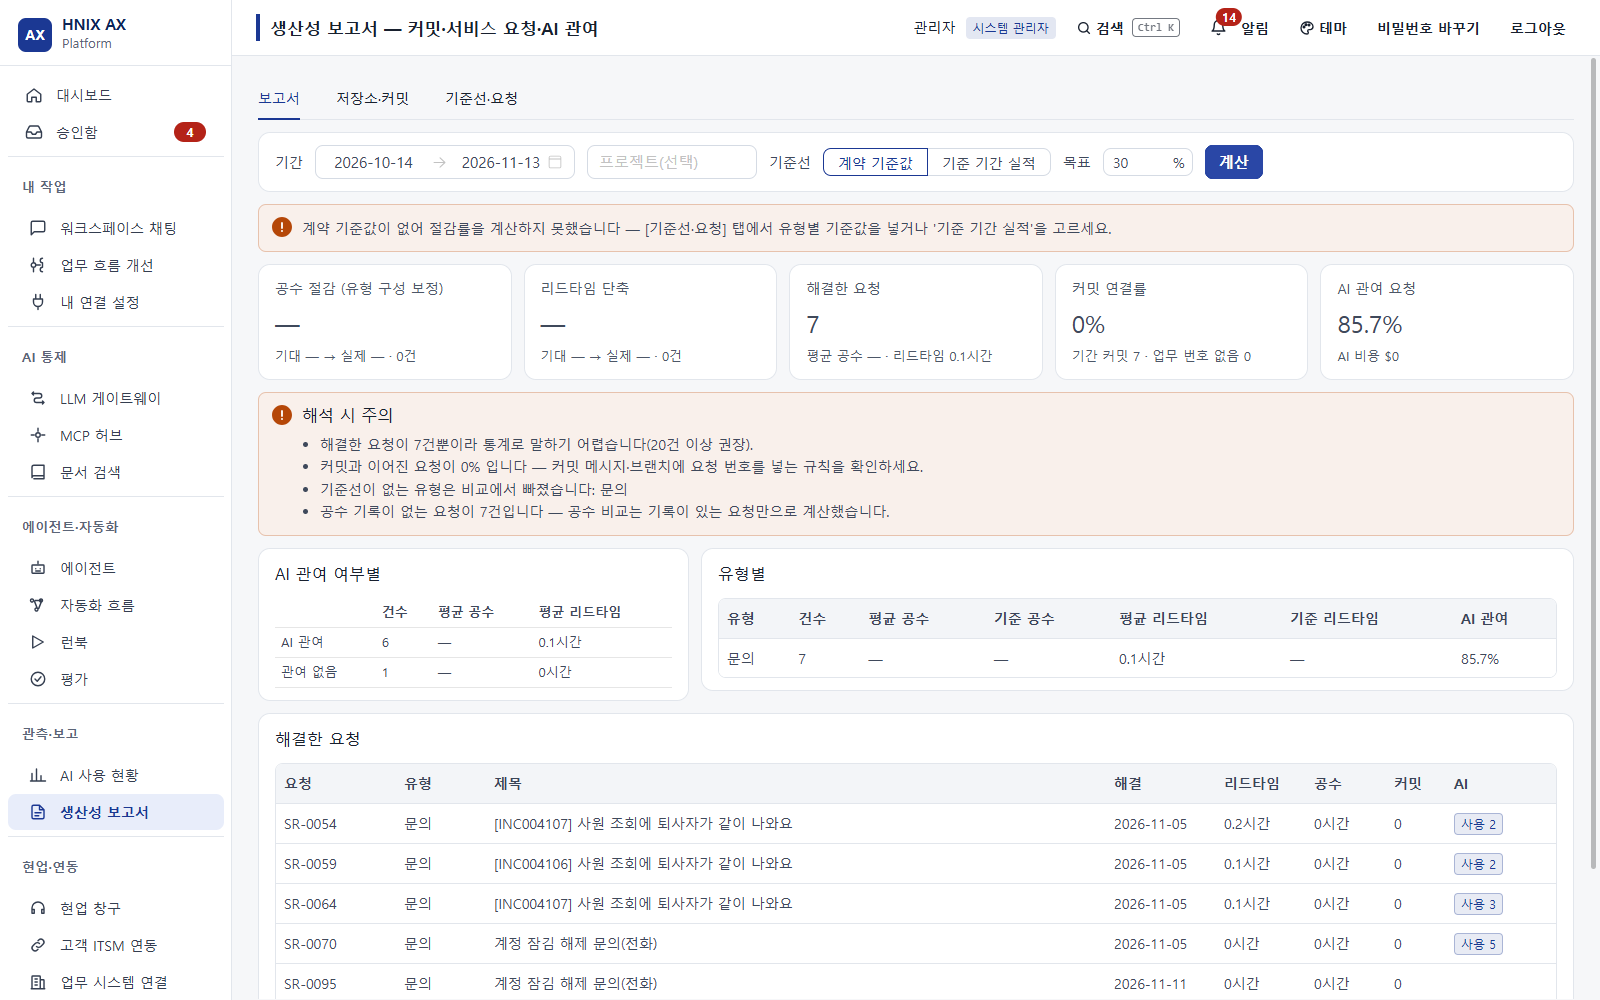 AX
HNIX AX
Platform
대시보드
승인함
4
내 작업
워크스페이스 채팅
업무 흐름 개선
내 연결 설정
AI 통제
LLM 게이트웨이
MCP 허브
문서 검색
에이전트·자동화
에이전트
자동화 흐름
런북
평가
관측·보고
AI 사용 현황
생산성 보고서
현업·연동
현업 창구
고객 ITSM 연동
업무 시스템 연결
생산성 보고서 — 커밋·서비스 요청·AI 관여
관리자 시스템 관리자 검색 Ctrl K 14 알림 테마 비밀번호 바꾸기 로그아웃
보고서 저장소·커밋 기준선·요청
기간 2026-10-14 → 2026-11-13 프로젝트(선택) 기준선 계약 기준값 기준 기간 실적 목표 30 % 계산
계약 기준값이 없어 절감률을 계산하지 못했습니다 — [기준선·요청] 탭에서 유형별 기준값을 넣거나 '기준 기간 실적'을 고르세요.
공수 절감 (유형 구성 보정)
—
기대 — → 실제 — · 0건
리드타임 단축
—
기대 — → 실제 — · 0건
해결한 요청
7
평균 공수 — · 리드타임 0.1시간
커밋 연결률
0%
기간 커밋 7 · 업무 번호 없음 0
AI 관여 요청
85.7%
AI 비용 $0
해석 시 주의
• 해결한 요청이 7건뿐이라 통계로 말하기 어렵습니다(20건 이상 권장).
• 커밋과 이어진 요청이 0% 입니다 — 커밋 메시지·브랜치에 요청 번호를 넣는 규칙을 확인하세요.
• 기준선이 없는 유형은 비교에서 빠졌습니다: 문의
• 공수 기록이 없는 요청이 7건입니다 — 공수 비교는 기록이 있는 요청만으로 계산했습니다.
AI 관여 여부별
건수 평균 공수 평균 리드타임
AI 관여 6 — 0.1시간
관여 없음 1 — 0시간
유형별
유형 건수 평균 공수 기준 공수 평균 리드타임 기준 리드타임 AI 관여
문의 7 — — 0.1시간 — 85.7%
해결한 요청
요청 유형 제목 해결 리드타임 공수 커밋 AI
SR-0054 문의 [INC004107] 사원 조회에 퇴사자가 같이 나와요 2026-11-05 0.2시간 0시간 0 사용 2
SR-0059 문의 [INC004106] 사원 조회에 퇴사자가 같이 나와요 2026-11-05 0.1시간 0시간 0 사용 2
SR-0064 문의 [INC004107] 사원 조회에 퇴사자가 같이 나와요 2026-11-05 0.1시간 0시간 0 사용 3
SR-0070 문의 계정 잠김 해제 문의(전화) 2026-11-05 0시간 0시간 0 사용 5
SR-0095 문의 계정 잠김 해제 문의(전화) 2026-11-11 0시간 0시간 0